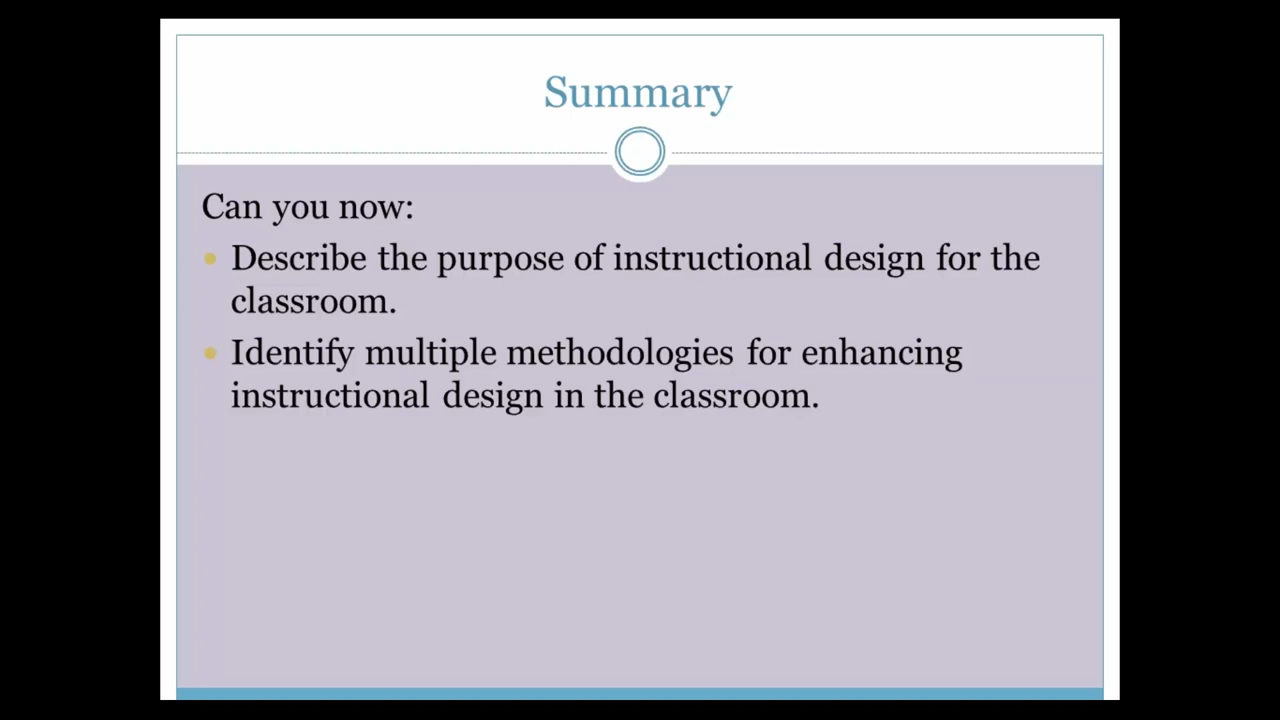 Summary
Can you now:
Describe the purpose of instructional design for the
classroom.
Identify multiple methodologies for enhancing
instructional design in the classroom.